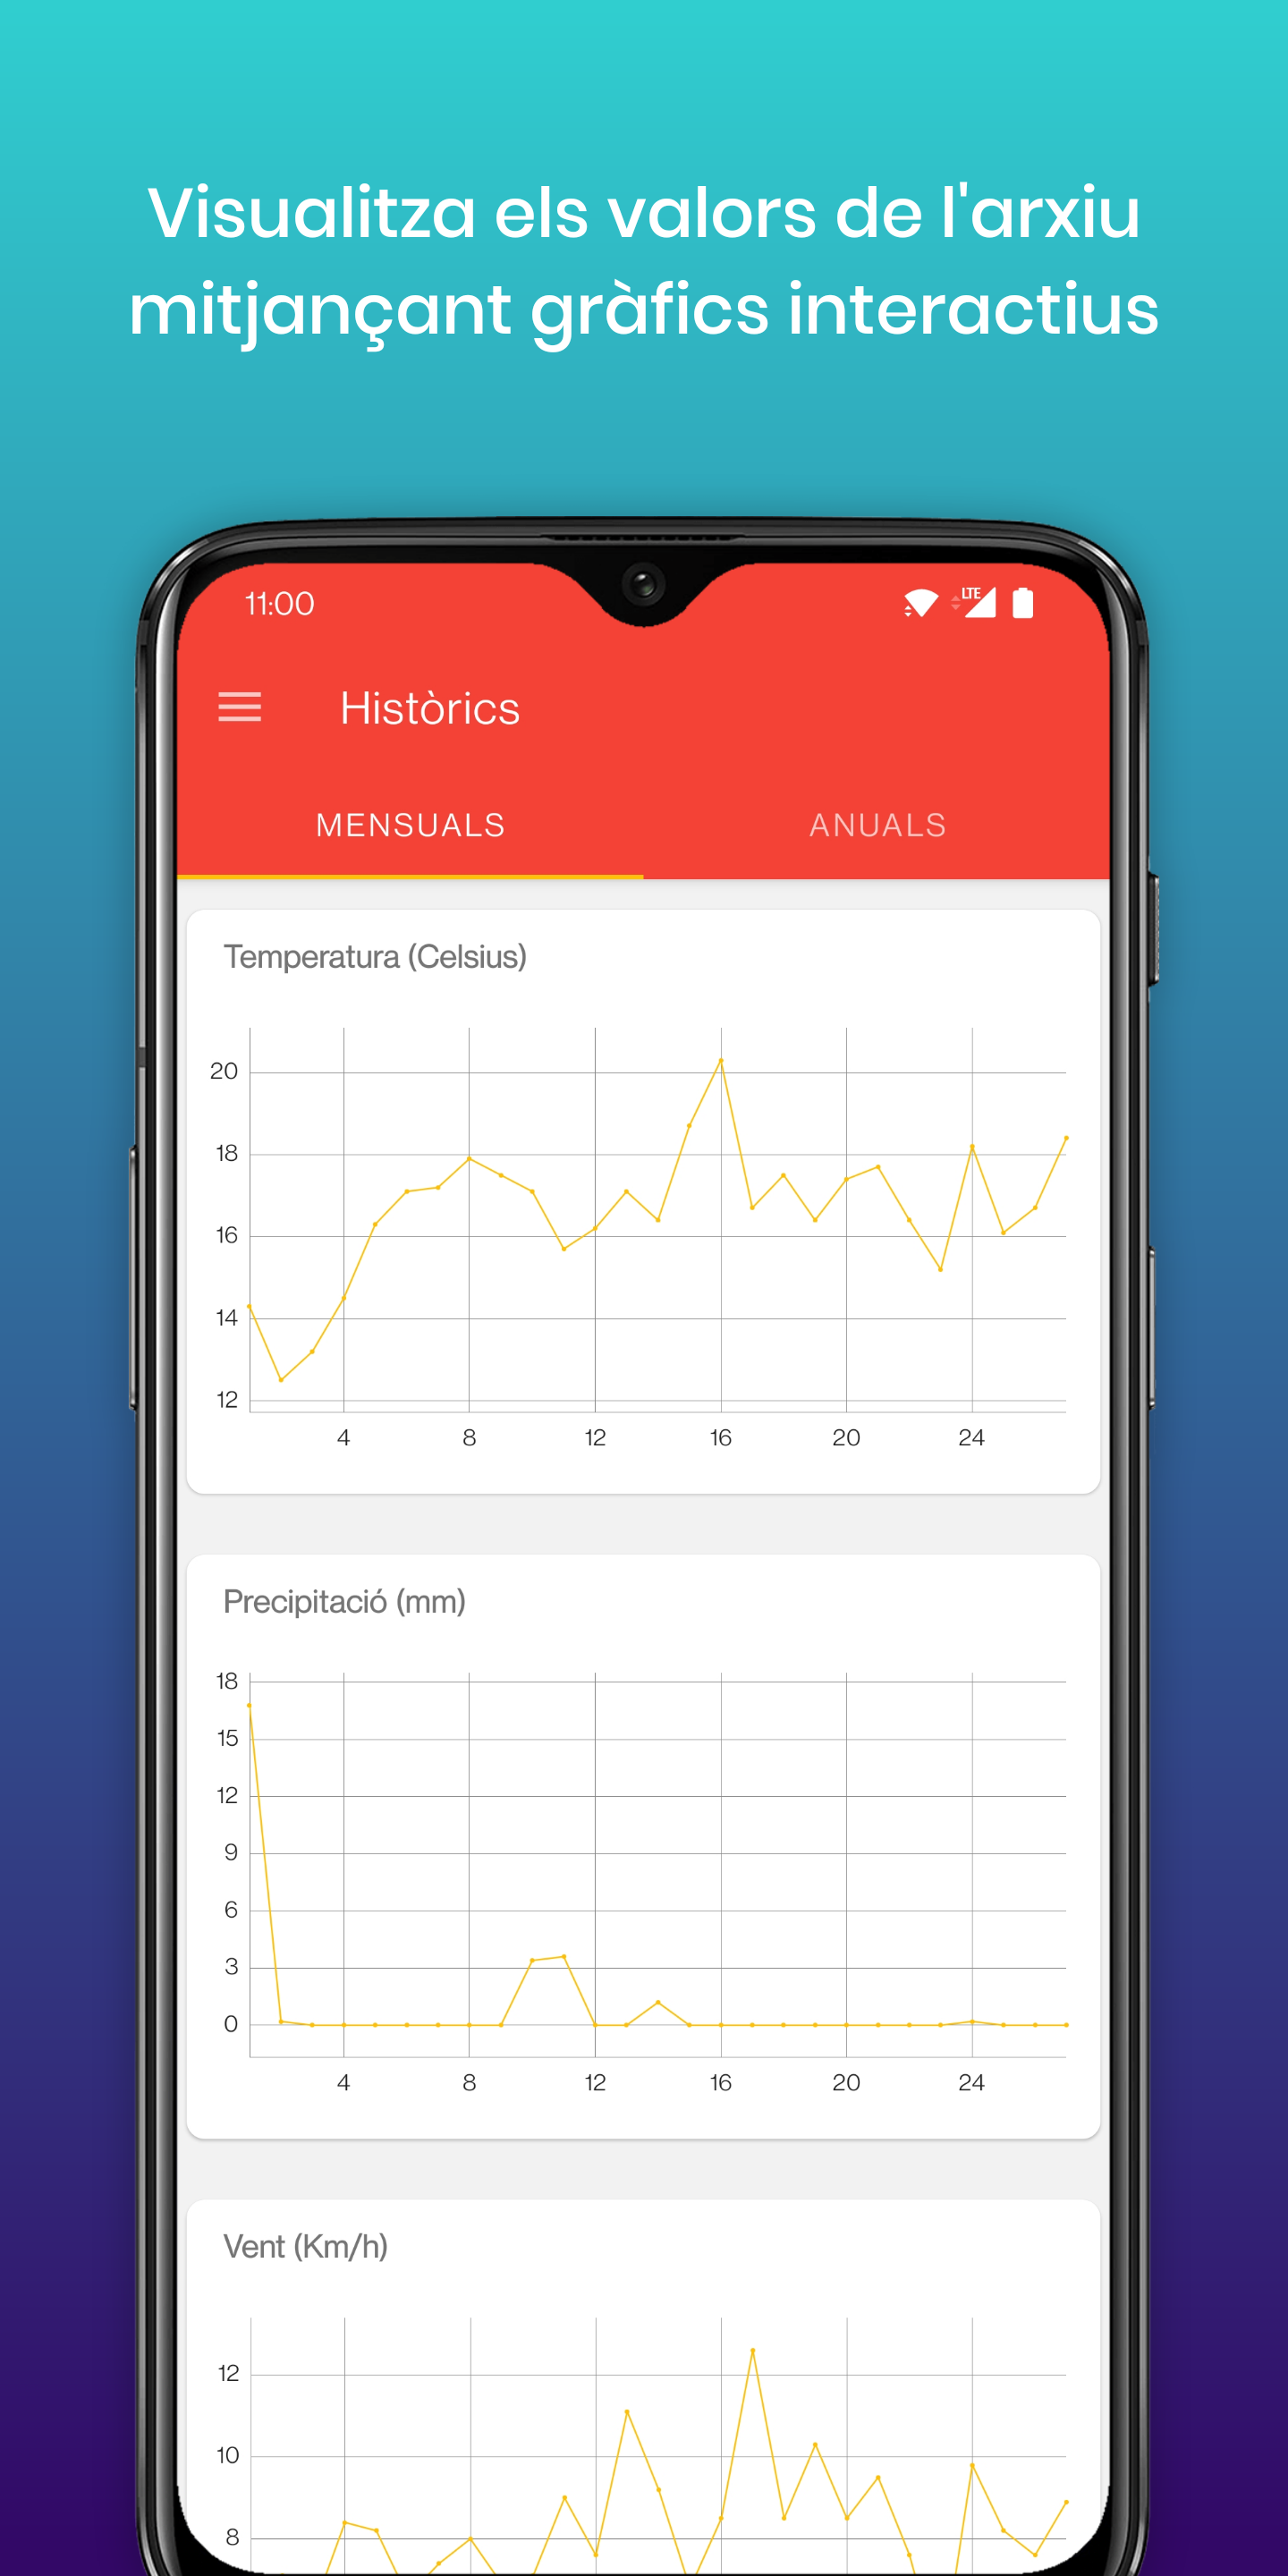 Visualitza els valors de l'arxiu
mitjançant gràfics interactius
11:00
LTE
Històrics
MENSUALS ANUALS
Temperatura (Celsius)
20
18
16
14
12
4 8 12 16 20 24
Precipitació (mm)
18
15
12
9
6
3
0
4 8 12 16 20 24
Vent (Km/h)
12
10
8